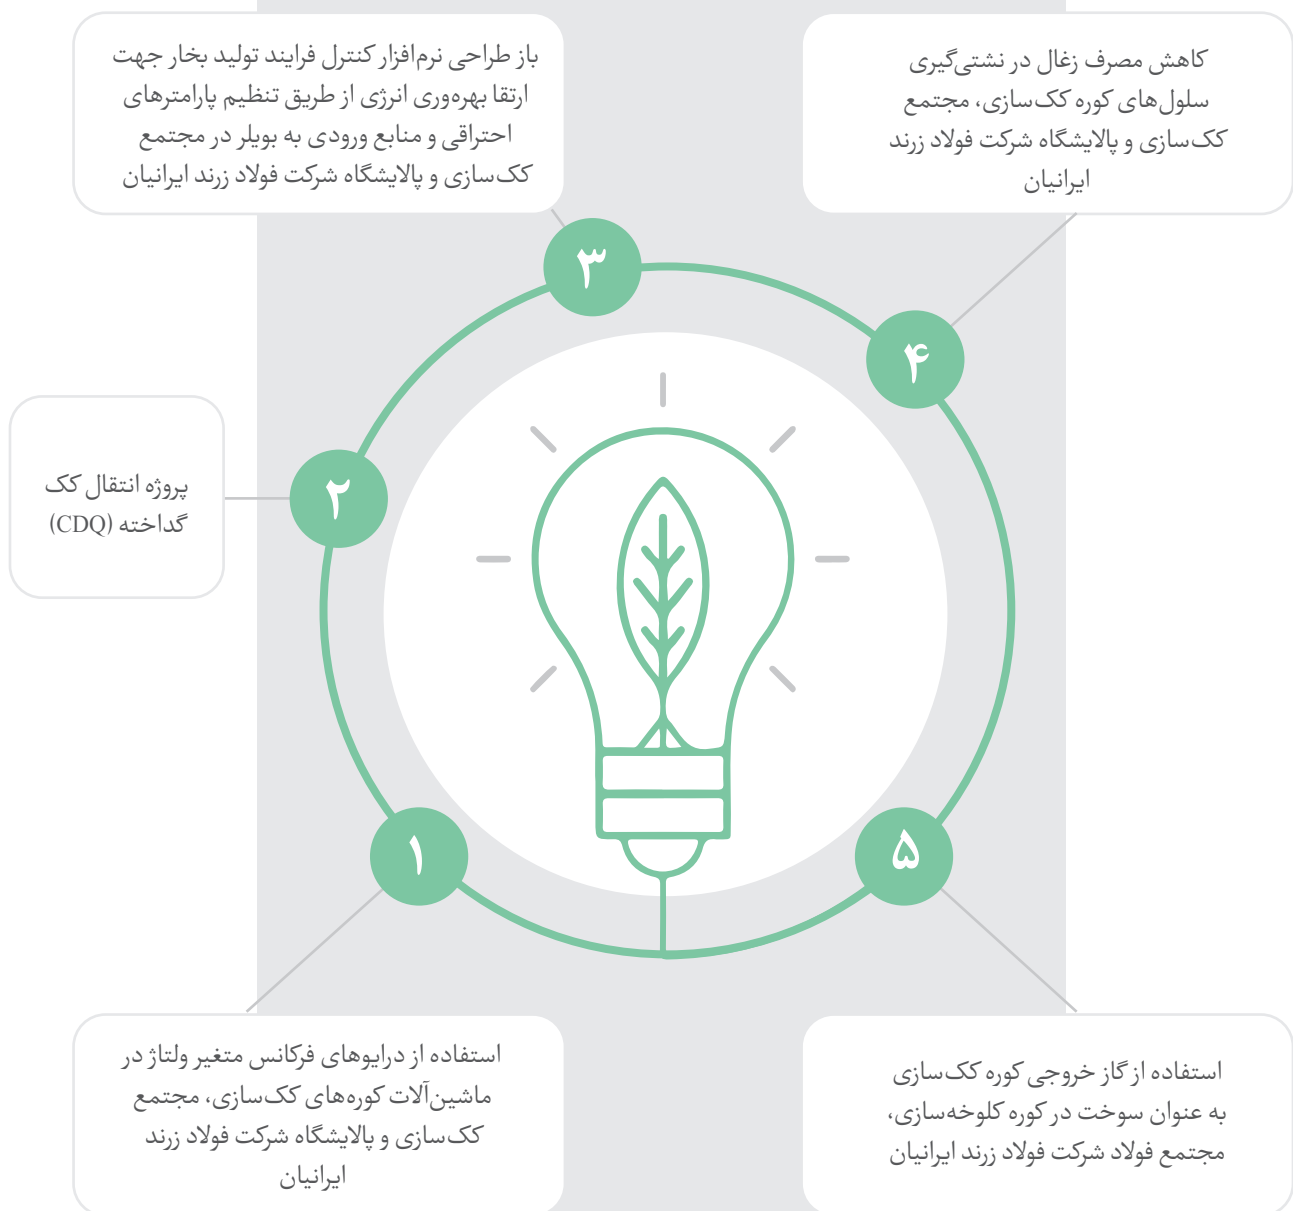 باز طراحی نرم‌افزار کنترل فرایند تولید بخار جهت
ارتقا بهره‌وری انرژی از طریق تنظیم پارامترهای
احتراقی و منابع ورودی به بویلر در مجتمع
کک‌سازی و پالایشگاه شرکت فولاد زرند ایرانیان
کاهش مصرف زغال در نشتی‌گیری
سلول‌های کوره کک‌سازی، مجتمع
کک‌سازی و پالایشگاه شرکت فولاد زرند
ایرانیان
۳
۴
پروژه انتقال کک
گداخته (CDQ)
۲
۱
۵
استفاده از درایوهای فرکانس متغیر ولتاژ در
ماشین‌آلات کوره‌های کک‌سازی، مجتمع
کک‌سازی و پالایشگاه شرکت فولاد زرند
ایرانیان
استفاده از گاز خروجی کوره کک‌سازی
به عنوان سوخت در کوره کلوخه‌سازی،
مجتمع فولاد شرکت فولاد زرند ایرانیان